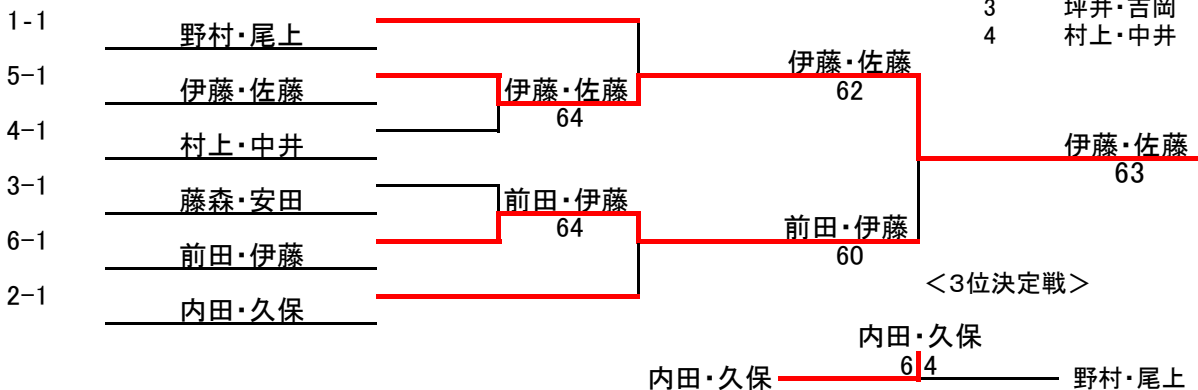 3 坪井・吉岡
4 村上・中井
1-1 野村・尾上
5-1 伊藤・佐藤
4-1 村上・中井
3-1 藤森・安田
6-1 前田・伊藤
2-1 内田・久保
伊藤・佐藤
64
前田・伊藤
64
伊藤・佐藤
62
前田・伊藤
60
伊藤・佐藤
63
＜3位決定戦＞
内田・久保
6 4
内田・久保 野村・尾上